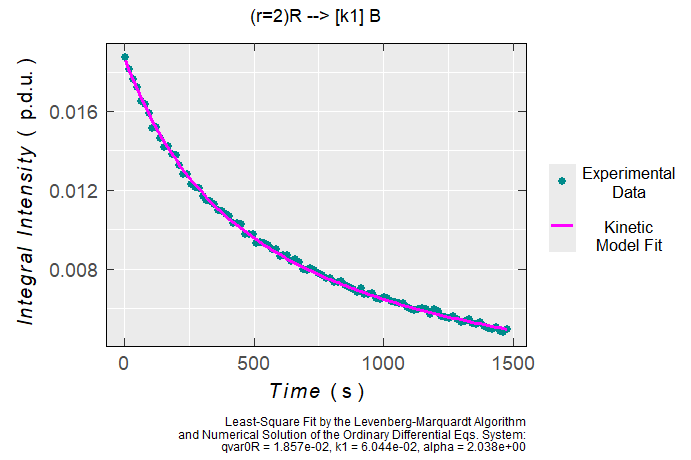 (r=2)R --> [k1] B
Integral Intensity ( p.d.u. )
0.016
0.012
0.008
0
500
1000
1500
Time ( s )
Experimental
Data
Kinetic
Model Fit
Least-Square Fit by the Levenberg-Marquardt Algorithm
and Numerical Solution of the Ordinary Differential Eqs. System:
qvar0R = 1.857e-02, k1 = 6.044e-02, alpha = 2.038e+00